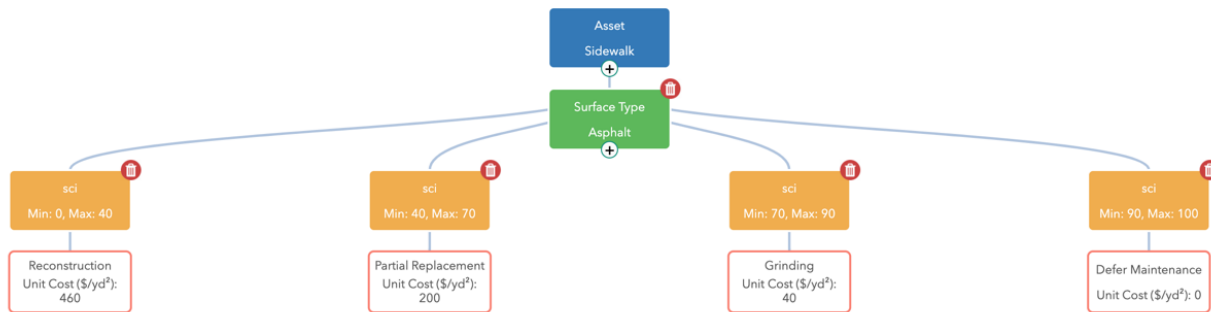 Asset
Sidewalk
Surface Type
Asphalt
sci
Min: 0, Max: 40
sci
Min: 40, Max: 70
sci
Min: 70, Max: 90
sci
Min: 90, Max: 100
Reconstruction
Unit Cost ($/yd²):
460
Partial Replacement
Unit Cost ($/yd²):
200
Grinding
Unit Cost ($/yd²):
40
Defer Maintenance
Unit Cost ($/yd²): 0